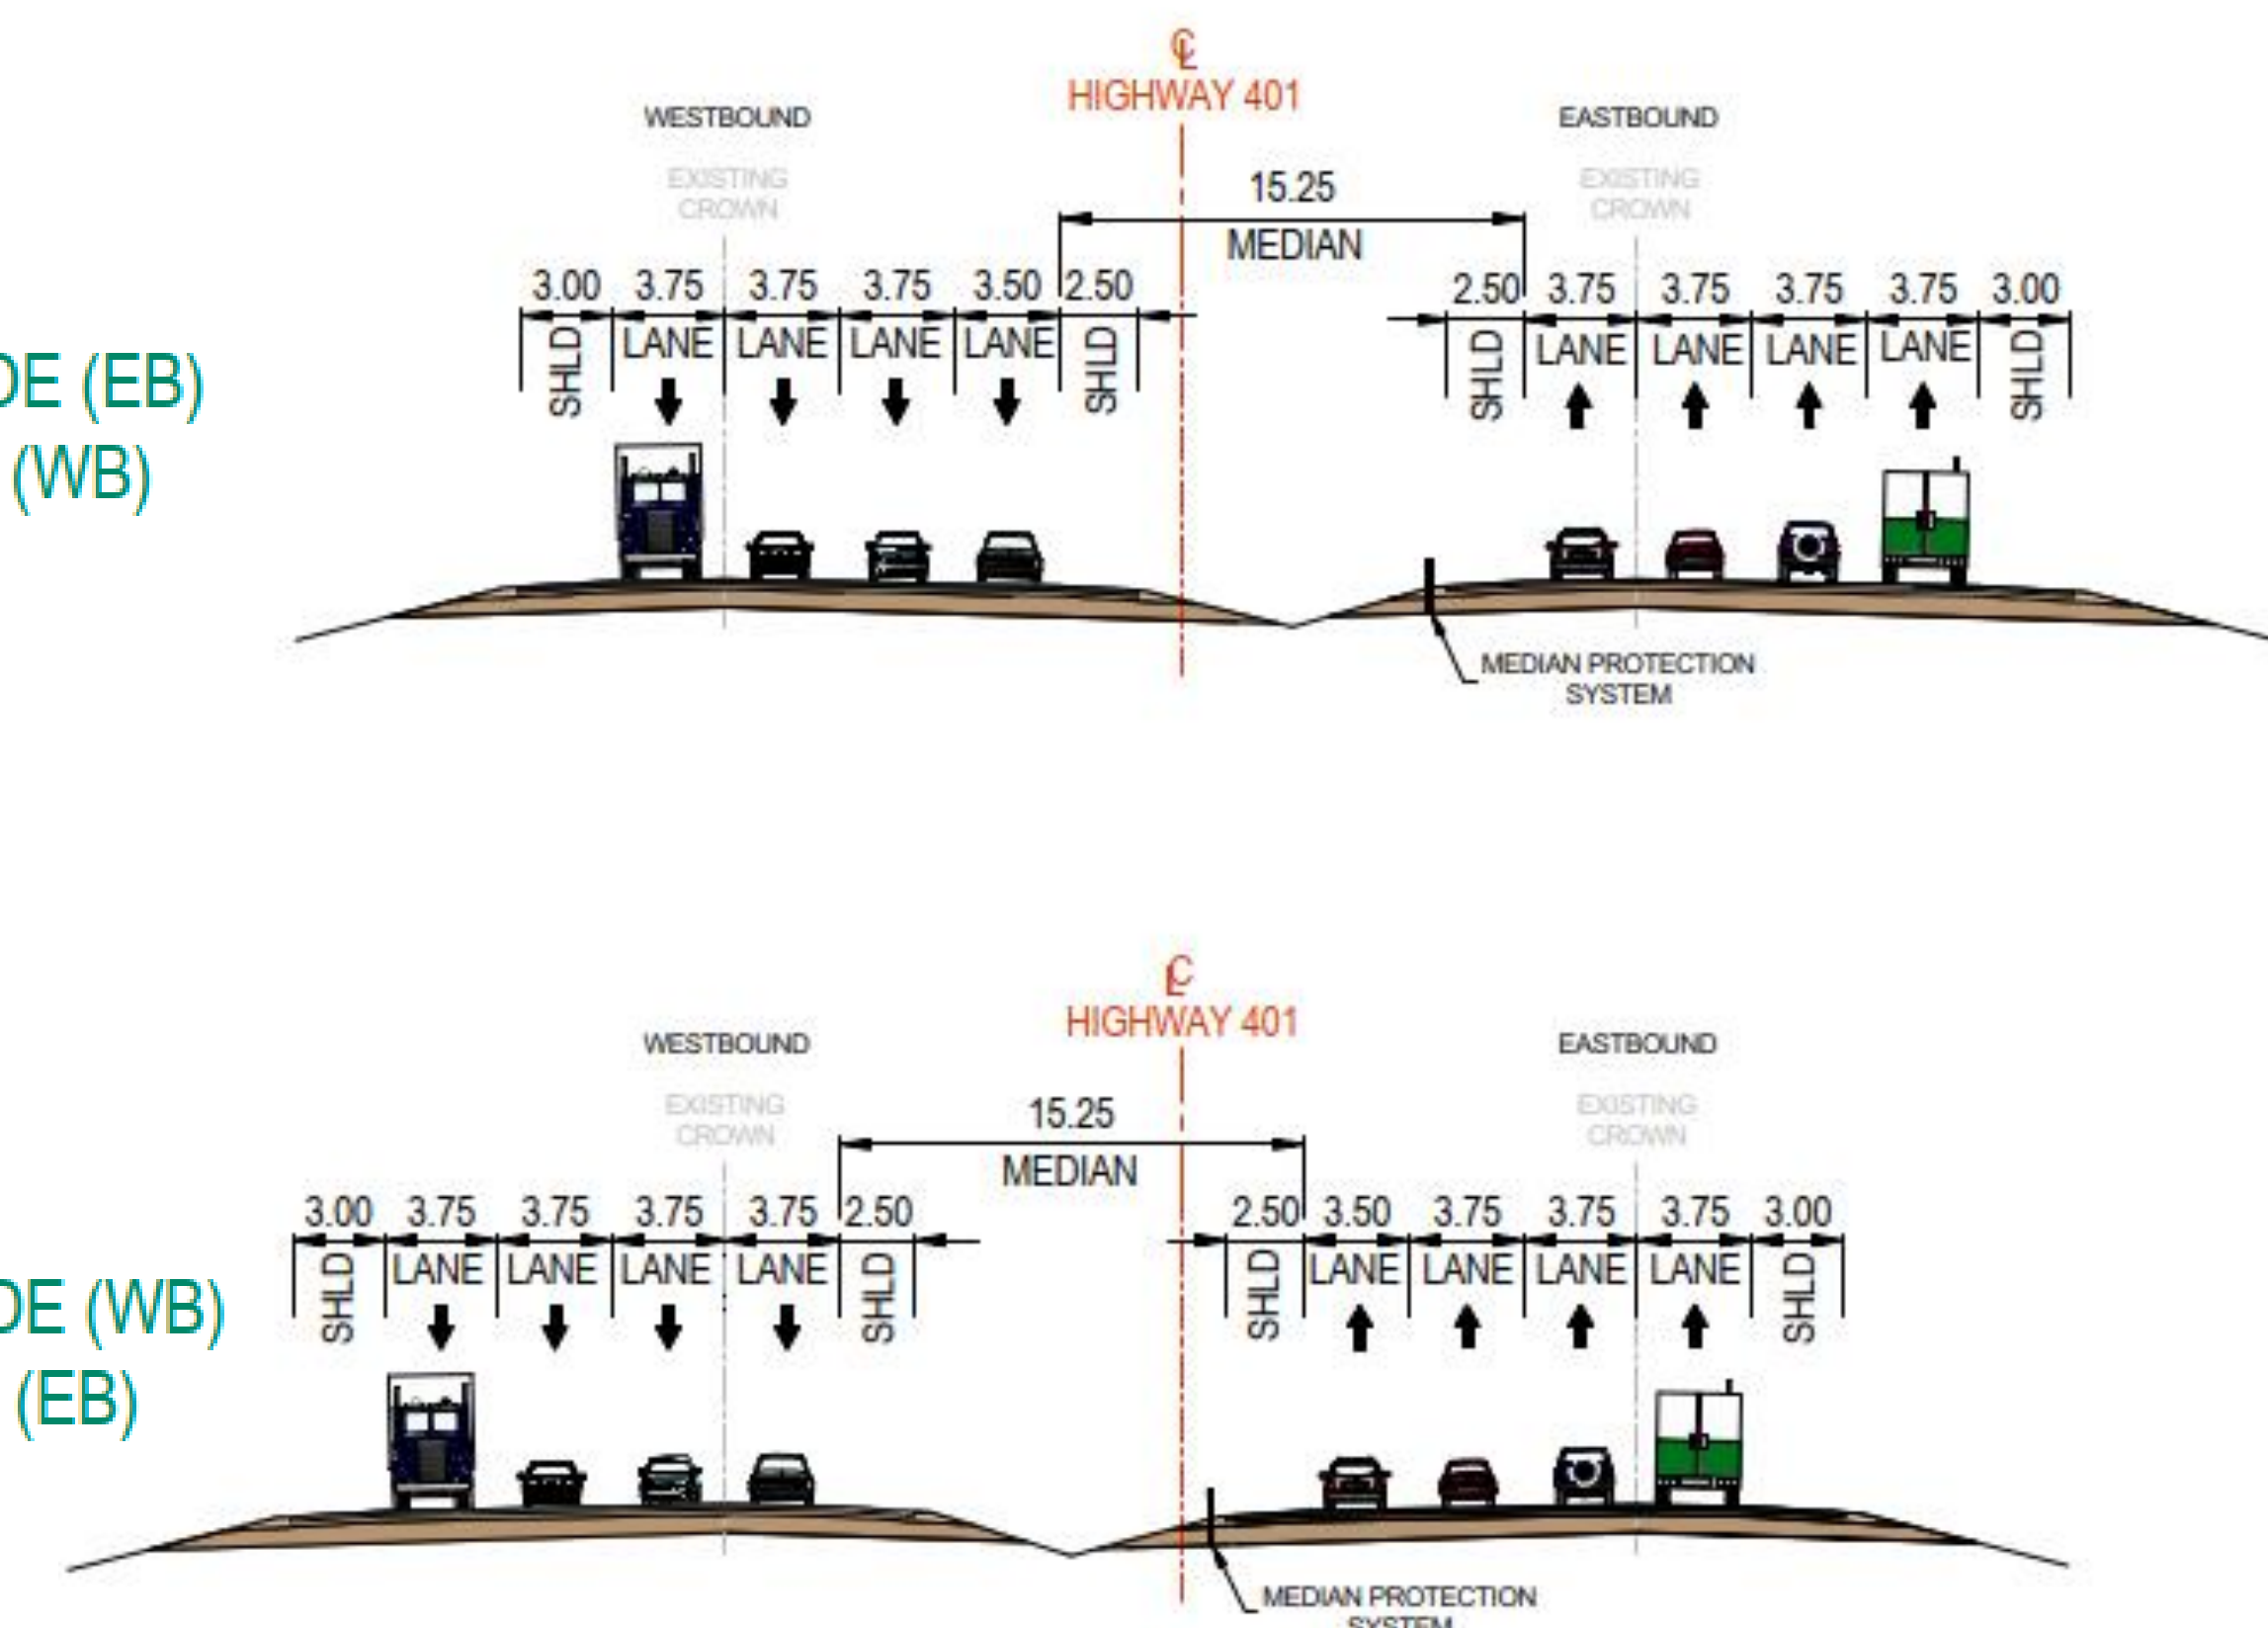 ℄
HIGHWAY 401
WESTBOUND
EASTBOUND
EXISTING
CROWN
15.25
MEDIAN
EXISTING
CROWN
3.00 3.75 3.75 3.75 3.50 2.50
SHLD LANE LANE LANE LANE SHLD
2.50 3.75 3.75 3.75 3.75 3.00
SHLD LANE LANE LANE LANE SHLD
DE (EB)
(WB)
MEDIAN PROTECTION
SYSTEM
℄
HIGHWAY 401
WESTBOUND
EASTBOUND
EXISTING
CROWN
15.25
MEDIAN
EXISTING
CROWN
3.00 3.75 3.75 3.75 3.75 2.50
SHLD LANE LANE LANE LANE SHLD
2.50 3.50 3.75 3.75 3.75 3.00
SHLD LANE LANE LANE LANE SHLD
DE (WB)
(EB)
MEDIAN PROTECTION
SYSTEM